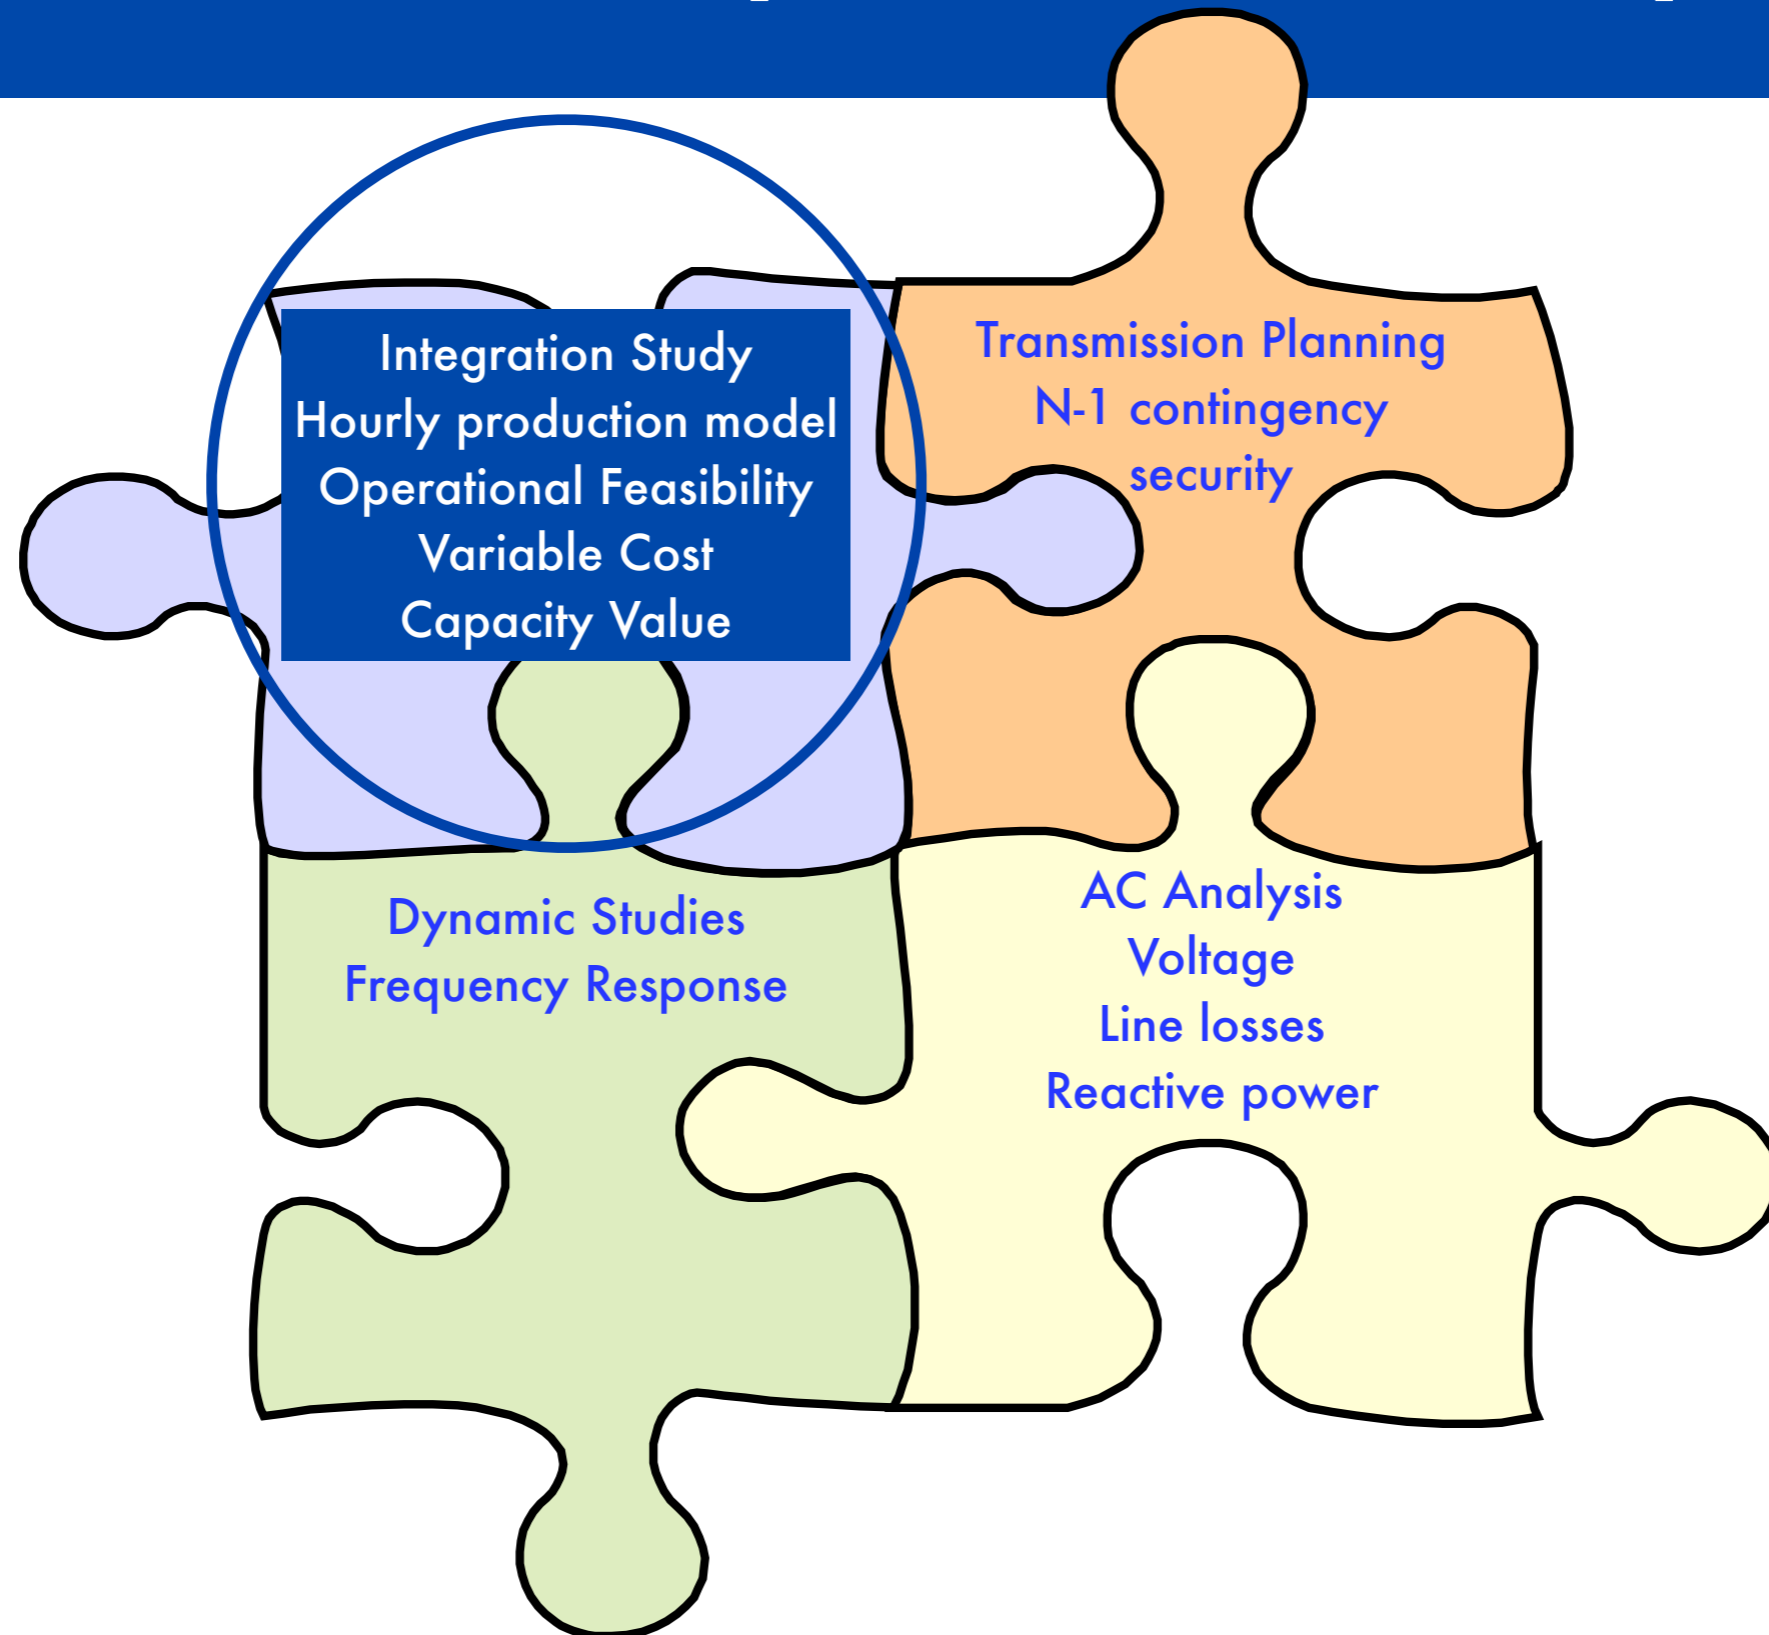 Integration Study
Hourly production model
Operational Feasibility
Variable Cost
Capacity Value
Transmission Planning
N-1 contingency
security
Dynamic Studies
Frequency Response
AC Analysis
Voltage
Line losses
Reactive power